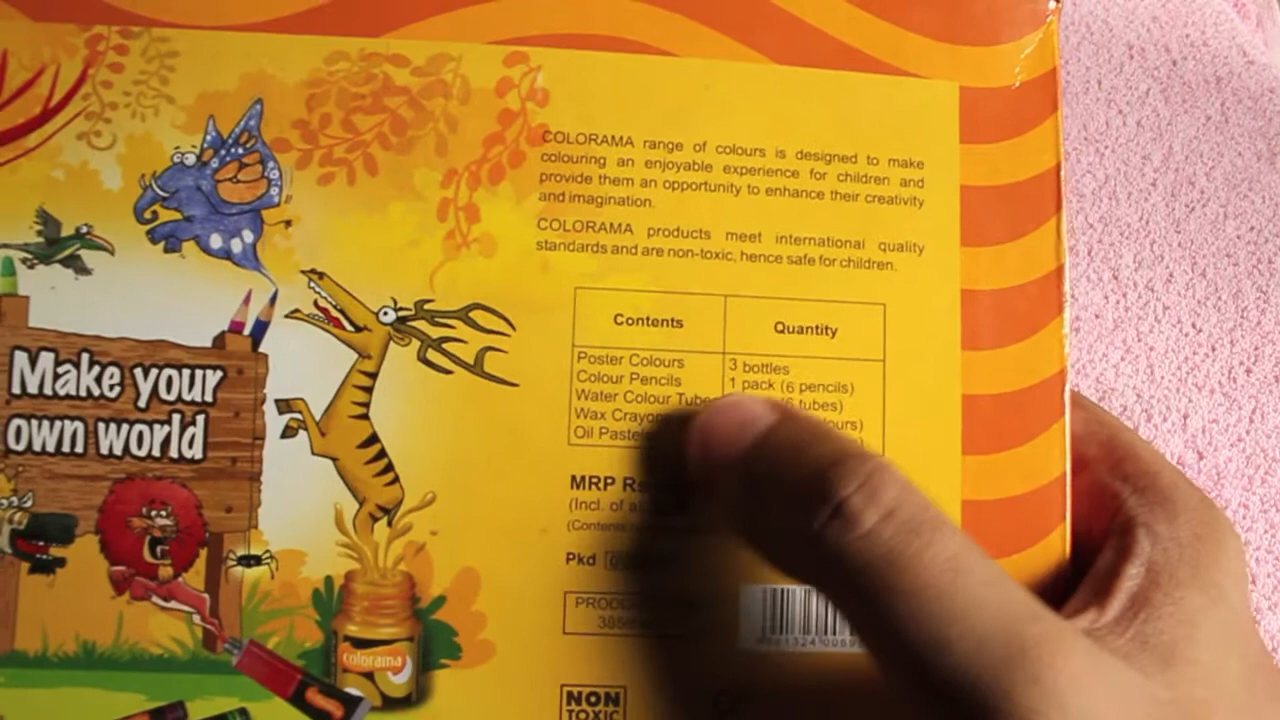 COLORAMA range of colours is designed to make
colouring an enjoyable experience for children and
provide them an opportunity to enhance their creativity
and imagination.
COLORAMA products meet international quality
standards and are non-toxic, hence safe for children.
Contents Quantity
Poster Colours 3 bottles
Colour Pencils 1 pack (6 pencils)
Water Colour (6 tubes)
Wax
Oil
MRP
(Incl. of
(Contents
Pkd
Make your
own world
colorama
NON
TOXIC